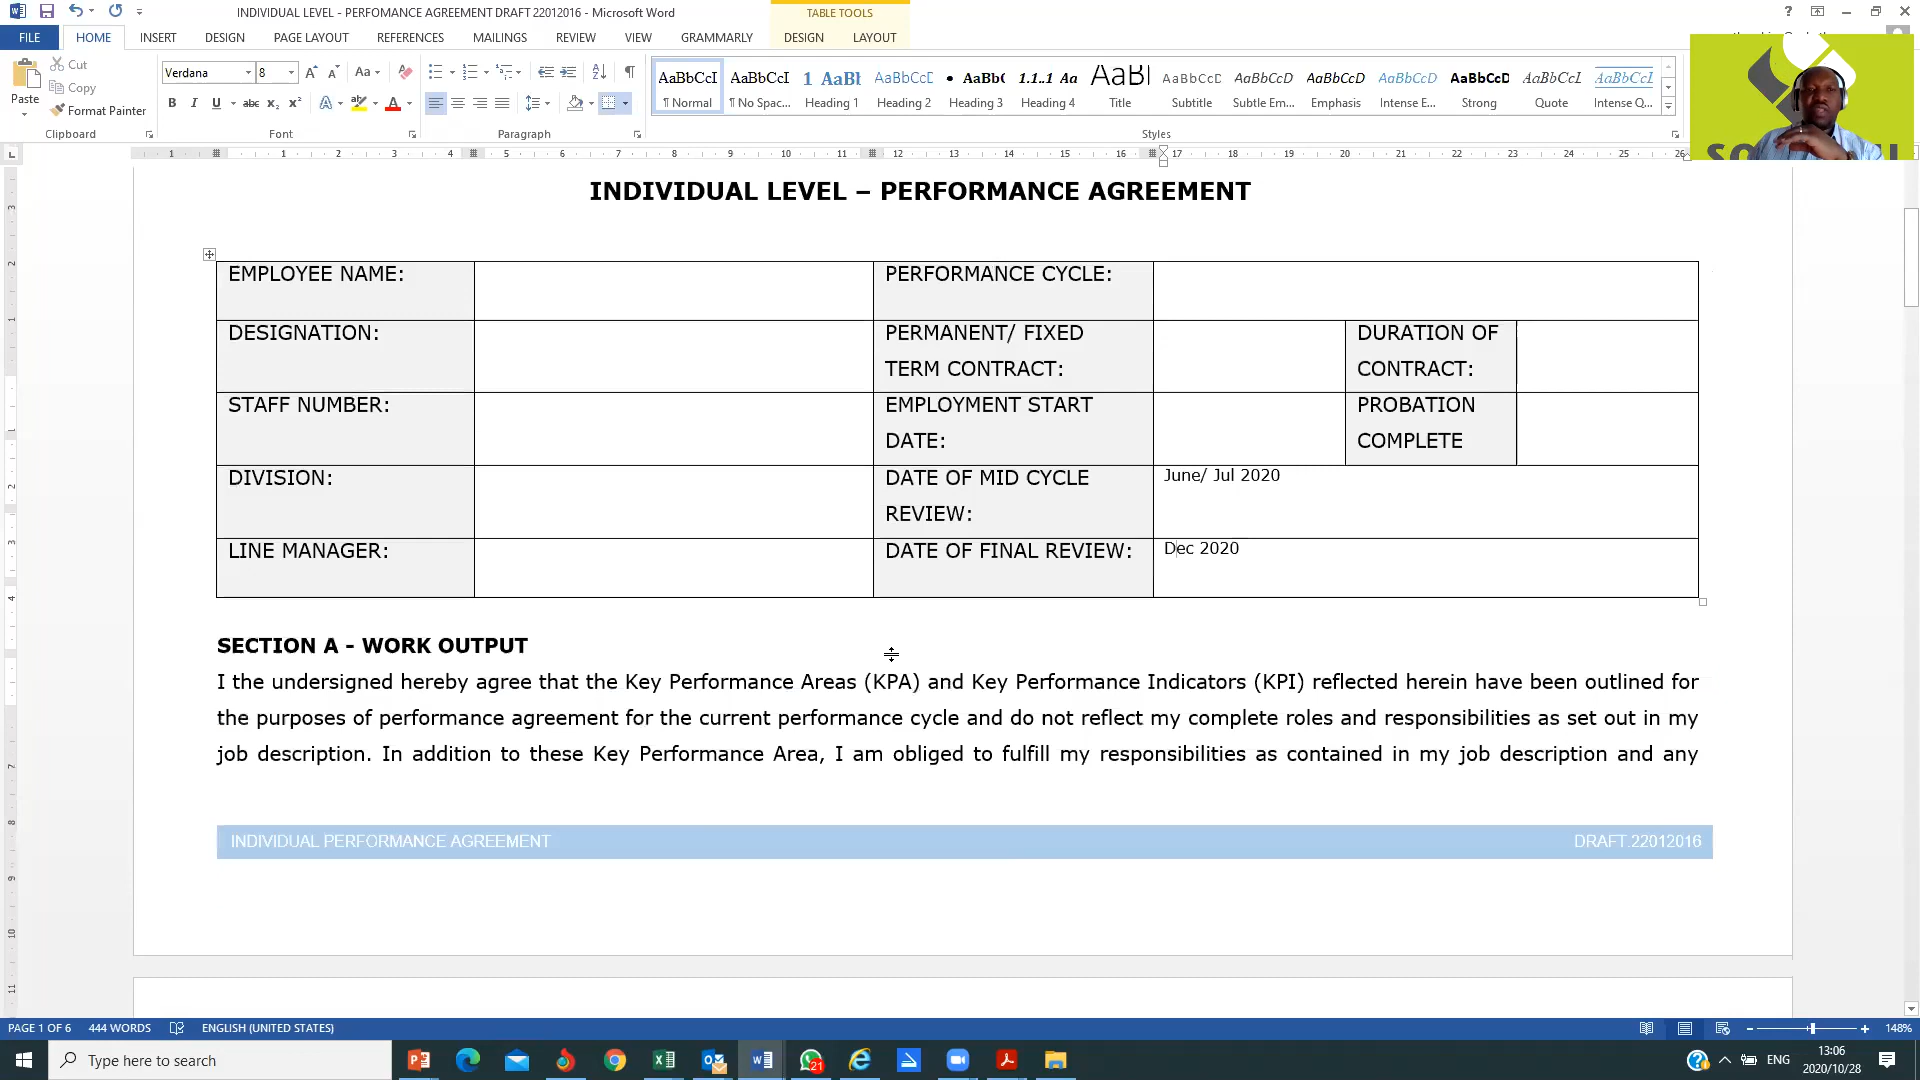 INDIVIDUAL LEVEL - PERFOMANCE AGREEMENT DRAFT 22012016 - Microsoft Word
TABLE TOOLS
FILE HOME INSERT DESIGN PAGE LAYOUT REFERENCES MAILINGS REVIEW VIEW GRAMMARLY DESIGN LAYOUT
Paste
Cut
Copy
Format Painter
Clipboard
Verdana 8
Font
Paragraph
AaBbCcI AaBbCcI 1 AaBl AaBbCcD AaBbC 1.1..1 Aa AaBl AaBbCcD AaBbCcD AaBbCcD AaBbCcD AaBbCcD AaBbCcL AaBbCcL
¶ Normal ¶ No Spac... Heading 1 Heading 2 Heading 3 Heading 4 Title Subtitle Subtle Em... Emphasis Intense E... Strong Quote Intense Q...
Styles
INDIVIDUAL LEVEL – PERFORMANCE AGREEMENT
EMPLOYEE NAME: PERFORMANCE CYCLE:
DESIGNATION: PERMANENT/ FIXED DURATION OF
TERM CONTRACT: CONTRACT:
STAFF NUMBER: EMPLOYMENT START PROBATION
DATE: COMPLETE
DIVISION: DATE OF MID CYCLE June/ Jul 2020
REVIEW:
LINE MANAGER: DATE OF FINAL REVIEW: Dec 2020
SECTION A - WORK OUTPUT
I the undersigned hereby agree that the Key Performance Areas (KPA) and Key Performance Indicators (KPI) reflected herein have been outlined for
the purposes of performance agreement for the current performance cycle and do not reflect my complete roles and responsibilities as set out in my
job description. In addition to these Key Performance Area, I am obliged to fulfill my responsibilities as contained in my job description and any
INDIVIDUAL PERFORMANCE AGREEMENT DRAFT.22012016
PAGE 1 OF 6 444 WORDS ENGLISH (UNITED STATES) 148%
Type here to search
21
ENG
13:06
2020/10/28